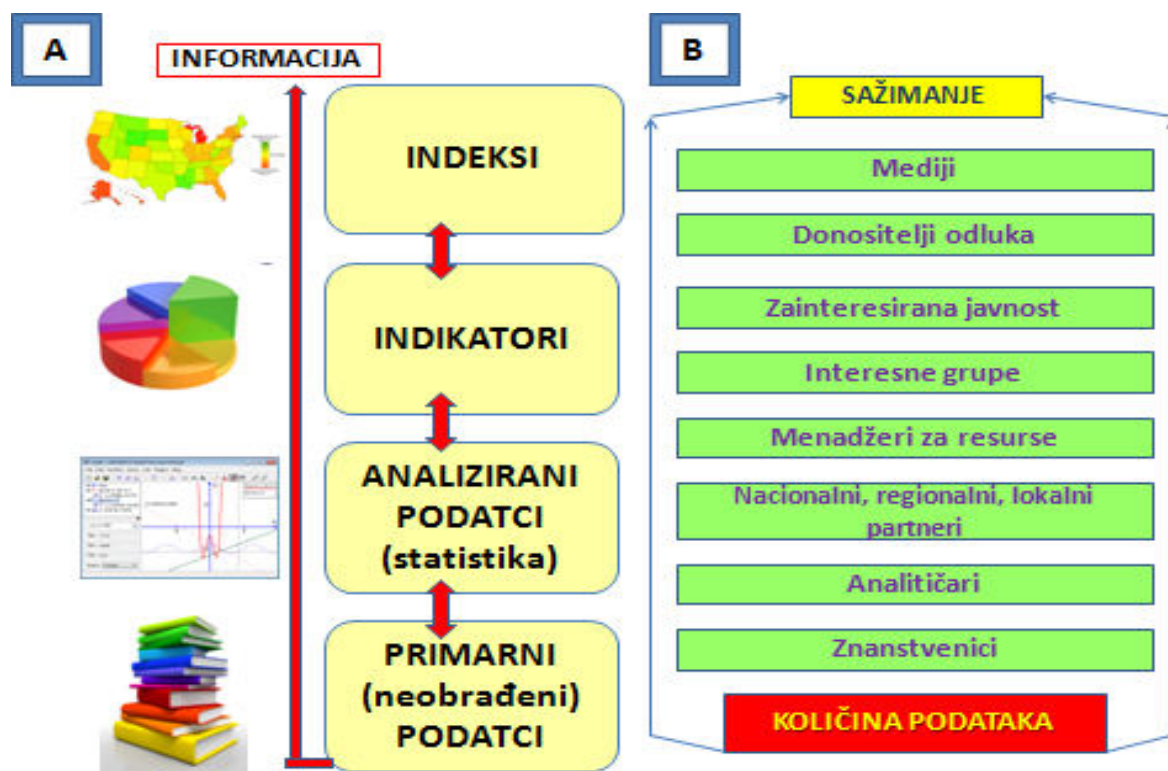 A
INFORMACIJA
INDEKSI
INDIKATORI
ANALIZIRANI
PODATCI
(statistika)
PRIMARNI
(neobrađeni)
PODATCI
B
SAŽIMANJE
Mediji
Donositelji odluka
Zainteresirana javnost
Interesne grupe
Menadžeri za resurse
Nacionalni, regionalni, lokalni
partneri
Analitičari
Znanstvenici
KOLIČINA PODATAKA